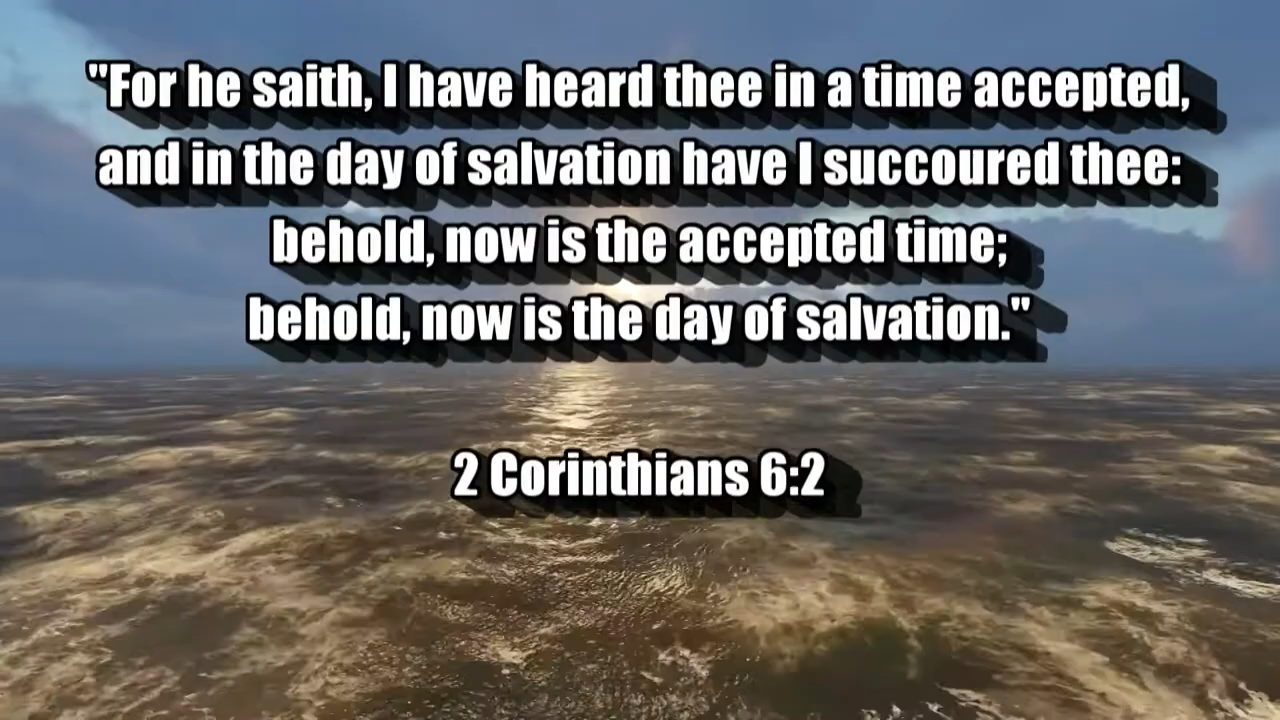 "For he saith, I have heard thee in a time accepted,
and in the day of salvation have I succoured thee:
behold, now is the accepted time;
behold, now is the day of salvation."
2 Corinthians 6:2